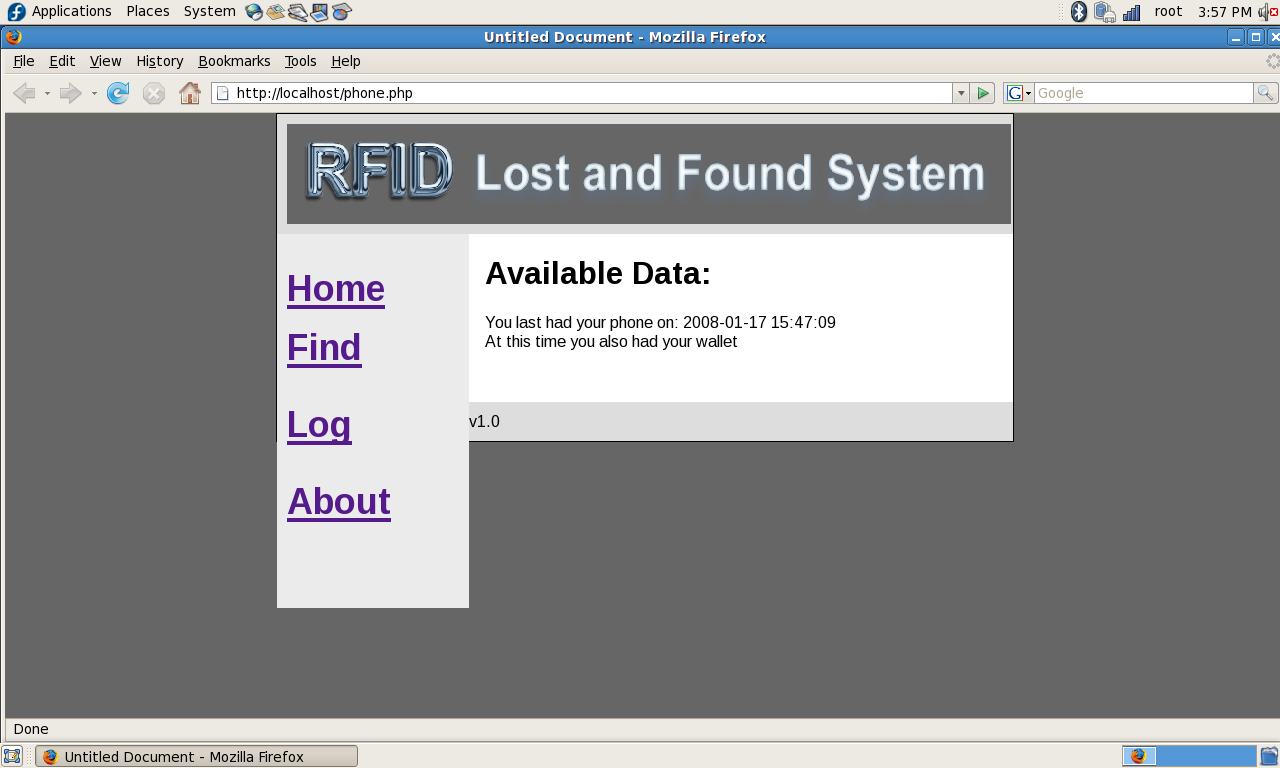 Applications Places System root 3:57 PM
Untitled Document - Mozilla Firefox
File Edit View History Bookmarks Tools Help
http://localhost/phone.php G Google
RFID Lost and Found System
Home
Find
Log
About
Available Data:
You last had your phone on: 2008-01-17 15:47:09
At this time you also had your wallet
v1.0
Done
Untitled Document - Mozilla Firefox